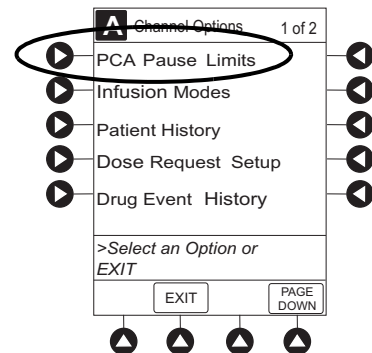 A Channel Options 1 of 2
PCA Pause Limits
Infusion Modes
Patient History
Dose Request Setup
Drug Event History
>Select an Option or
EXIT
EXIT
PAGE
DOWN